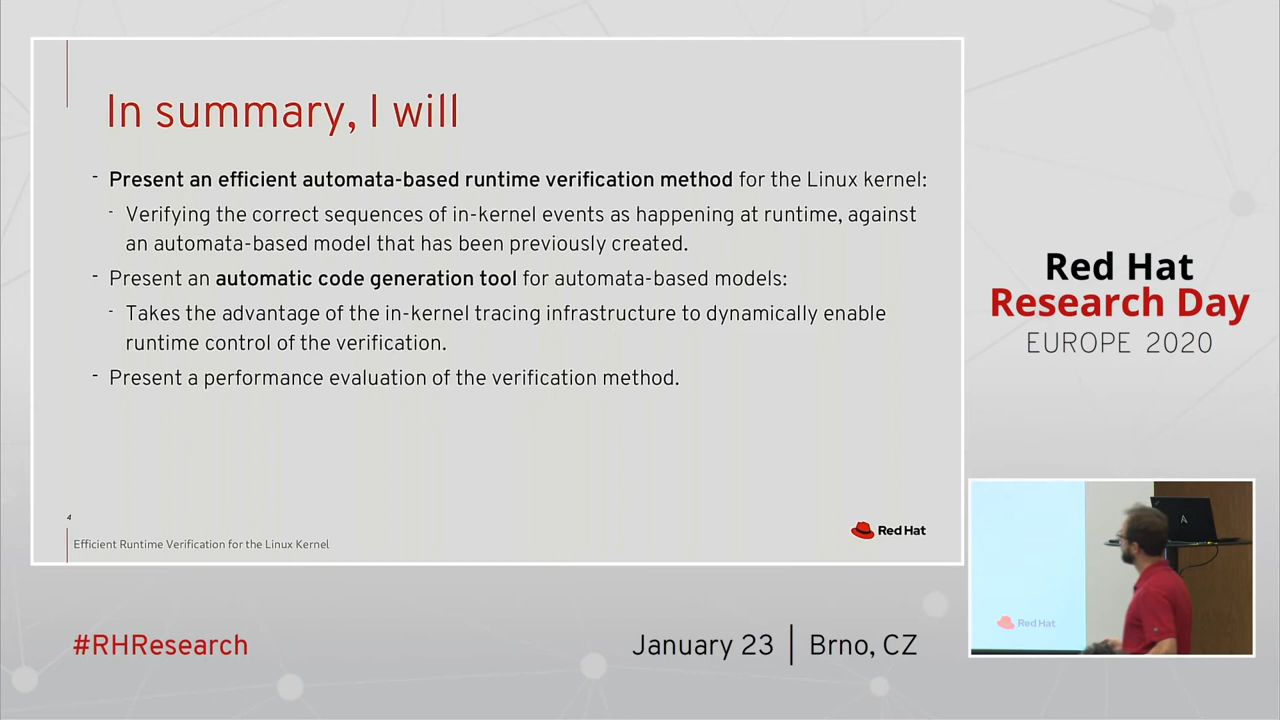 In summary, I will
- Present an efficient automata-based runtime verification method for the Linux kernel:
- Verifying the correct sequences of in-kernel events as happening at runtime, against
an automata-based model that has been previously created.
- Present an automatic code generation tool for automata-based models:
- Takes the advantage of the in-kernel tracing infrastructure to dynamically enable
runtime control of the verification.
- Present a performance evaluation of the verification method.
4
Efficient Runtime Verification for the Linux Kernel
Red Hat
Red Hat
Research Day
EUROPE 2020
Red Hat
#RHResearch
January 23 | Brno, CZ